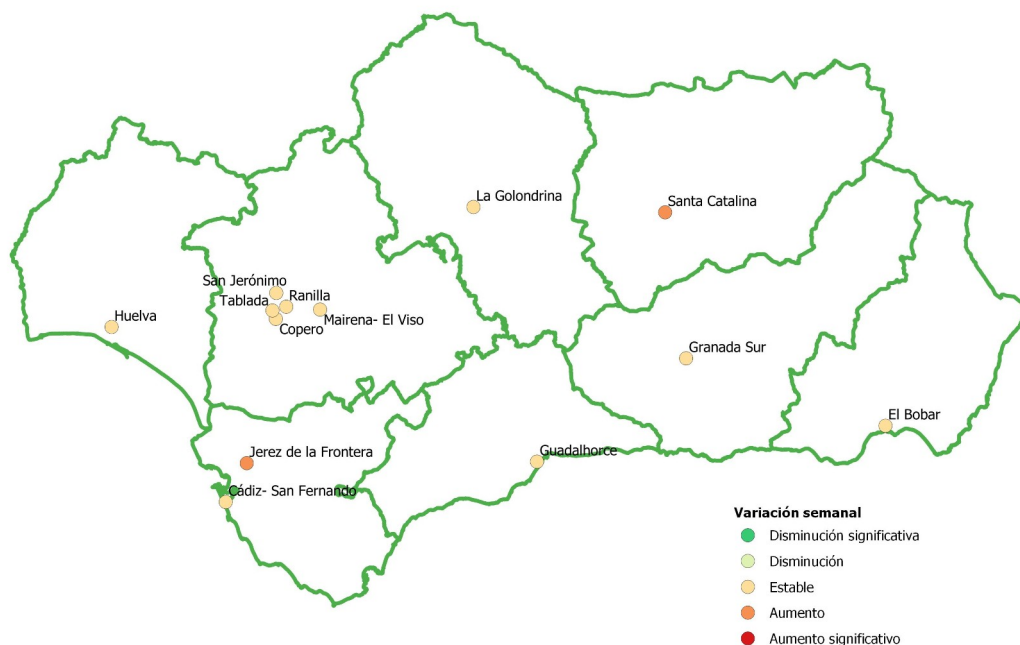 La Golondrina
Santa Catalina
San Jerónimo
Ranilla
Tablada
Mairena- El Viso
Copero
Huelva
Granada Sur
El Bobar
Jerez de la Frontera
Guadalhorce
Cádiz- San Fernando
Variación semanal
Disminución significativa
Disminución
Estable
Aumento
Aumento significativo